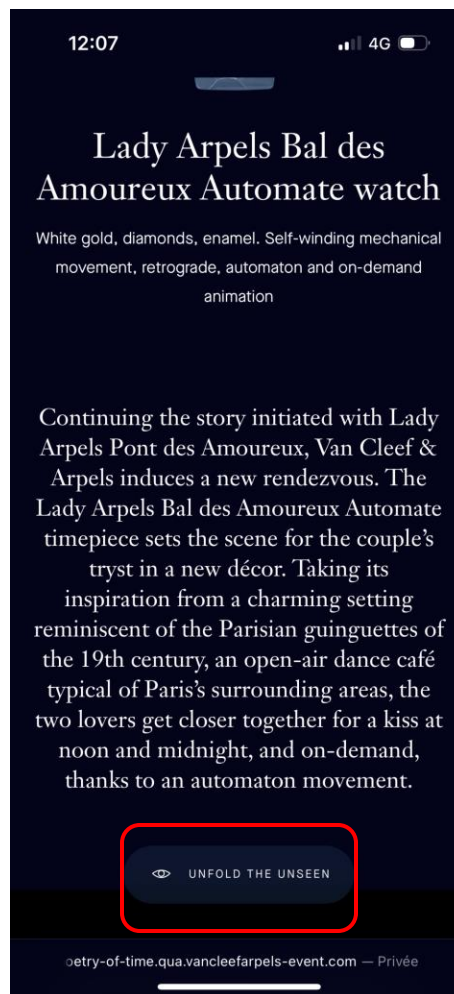 12:07 4G
Lady Arpels Bal des
Amoureux Automate watch
White gold, diamonds, enamel. Self-winding mechanical
movement, retrograde, automaton and on-demand
animation
Continuing the story initiated with Lady
Arpels Pont des Amoureux, Van Cleef &
Arpels induces a new rendezvous. The
Lady Arpels Bal des Amoureux Automate
timepiece sets the scene for the couple’s
tryst in a new décor. Taking its
inspiration from a charming setting
reminiscent of the Parisian guinguettes of
the 19th century, an open-air dance café
typical of Paris’s surrounding areas, the
two lovers get closer together for a kiss at
noon and midnight, and on-demand,
thanks to an automaton movement.
UNFOLD THE UNSEEN
oetry-of-time.qua.vancleefarpels-event.com — Privée